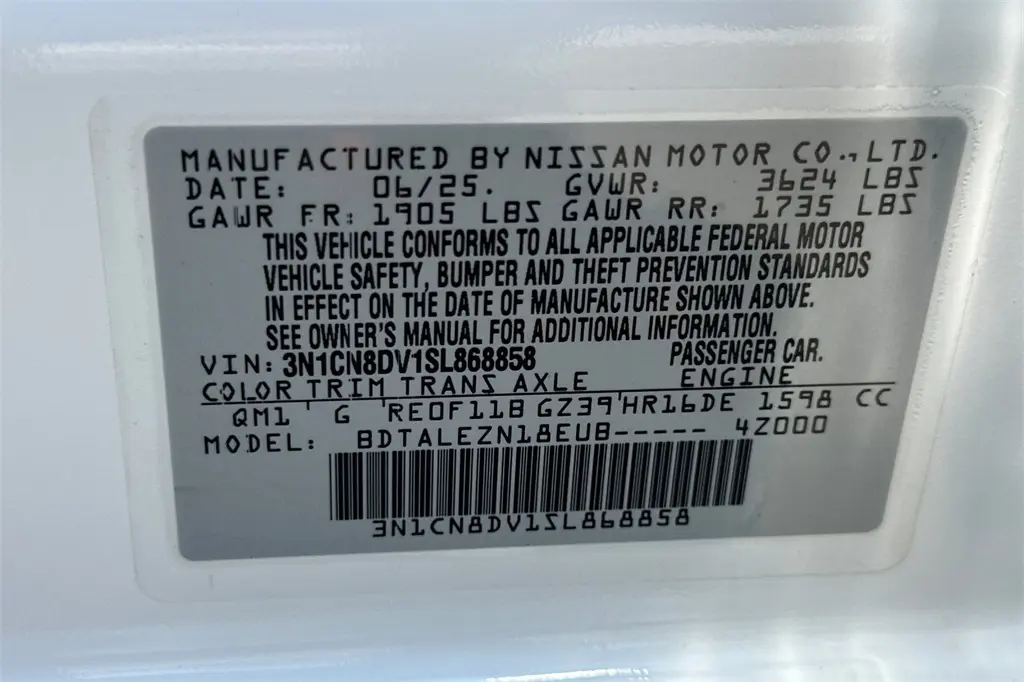 MANUFACTURED BY NISSAN MOTOR CO., LTD.
DATE: 06/25. GVWR: 3624 LBS
GAWR FR: 1905 LBS GAWR RR: 1735 LBS
THIS VEHICLE CONFORMS TO ALL APPLICABLE FEDERAL MOTOR
VEHICLE SAFETY, BUMPER AND THEFT PREVENTION STANDARDS
IN EFFECT ON THE DATE OF MANUFACTURE SHOWN ABOVE.
SEE OWNER'S MANUAL FOR ADDITIONAL INFORMATION.
VIN: 3N1CN8DV1SL868858 PASSENGER CAR.
COLOR TRIM TRANS AXLE ENGINE
QM1 ' G 'RE0F11B GZ39'HR16DE 1598 CC
MODEL: BDTALEZN18EUB----- 4Z000
3N1CN8DV1SL868858